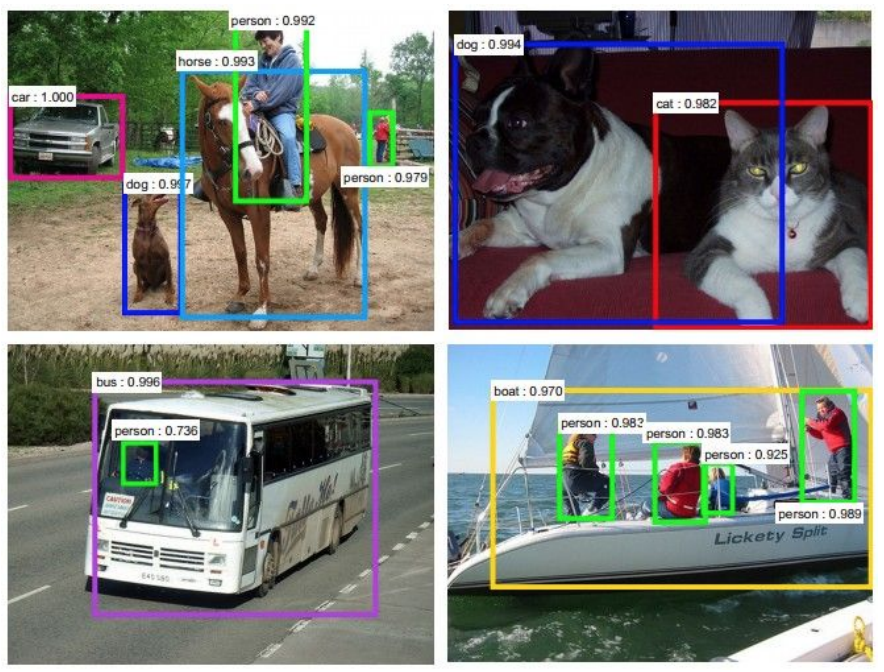 person : 0.992
horse : 0.993
car : 1.000
dog : 0.997
person : 0.979
dog : 0.994
cat : 0.982
bus : 0.996
person : 0.736
CAUTION
boat : 0.970
person : 0.983
person : 0.983
person : 0.925
person : 0.989
Lickety Split